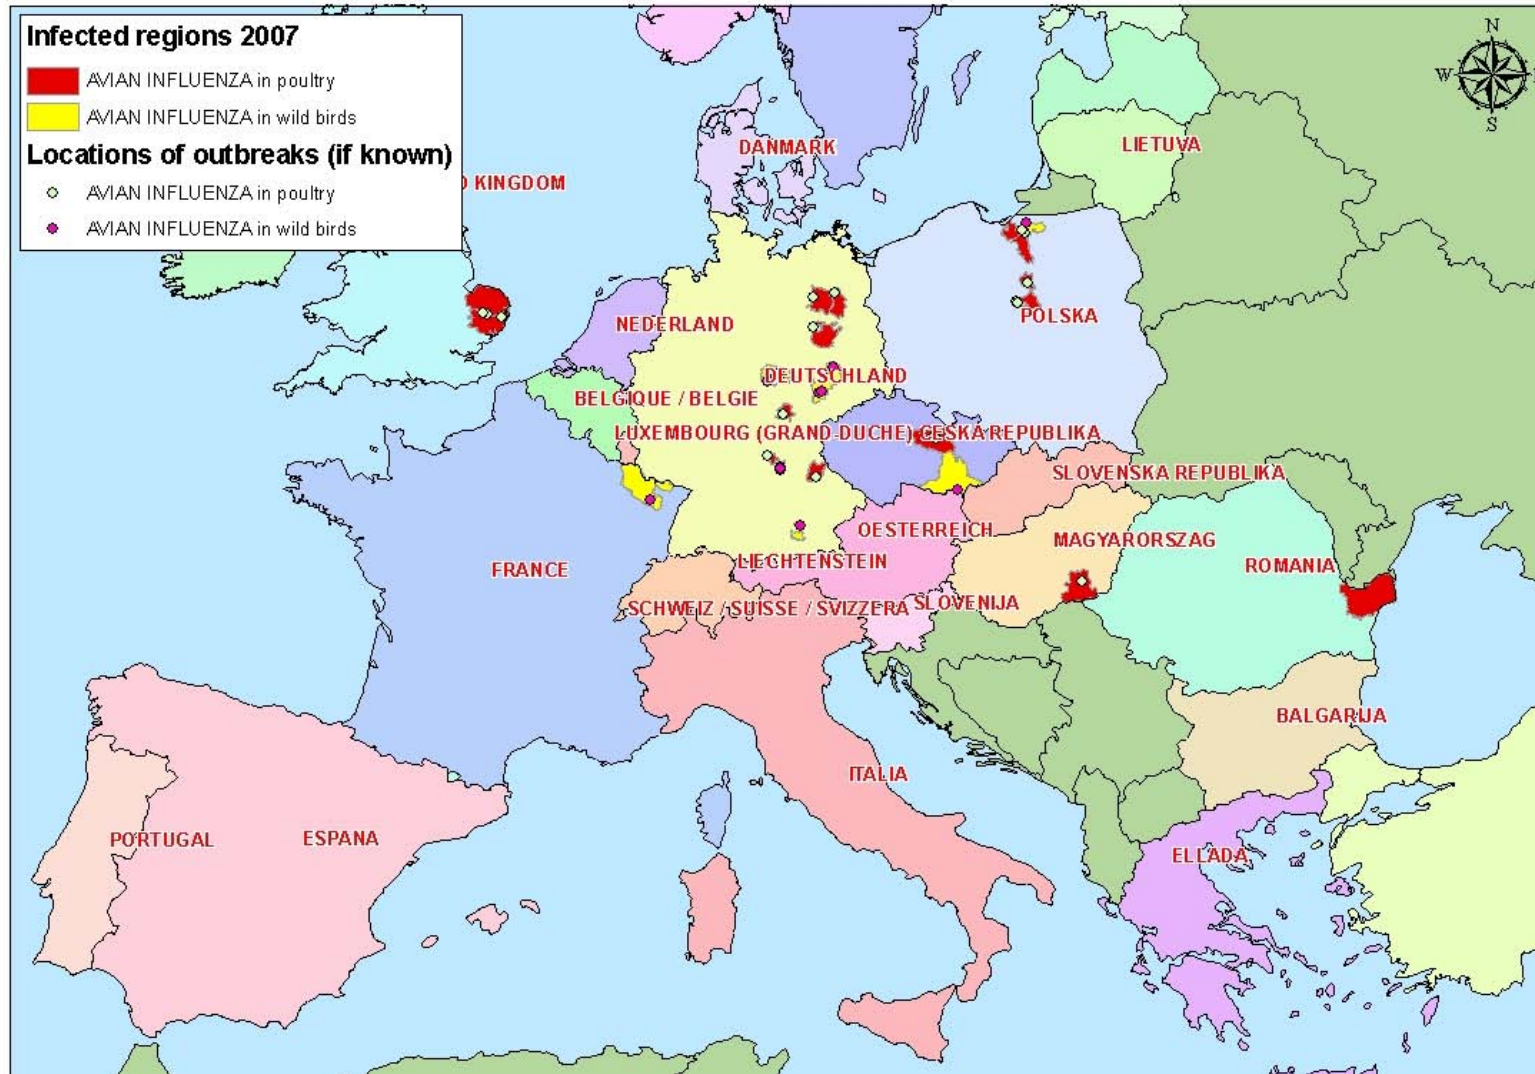 Infected regions 2007
AVIAN INFLUENZA in poultry
AVIAN INFLUENZA in wild birds
Locations of outbreaks (if known)
AVIAN INFLUENZA in poultry
AVIAN INFLUENZA in wild birds
N
W
S
DANMARK
LIETUVA
D KINGDOM
POLSKA
NEDERLAND
DEUTSCHLAND
BELGIQUE / BELGIE
LUXEMBOURG (GRAND-DUCHE)
CESKA REPUBLIKA
SLOVENSKA REPUBLIKA
OESTERREICH
MAGYARORSZAG
ROMANIA
FRANCE
LIECHTENSTEIN
SCHWEIZ / SUISSE / SVIZZERA
SLOVENIJA
BALGARIJA
ITALIA
PORTUGAL
ESPANA
ELLADA